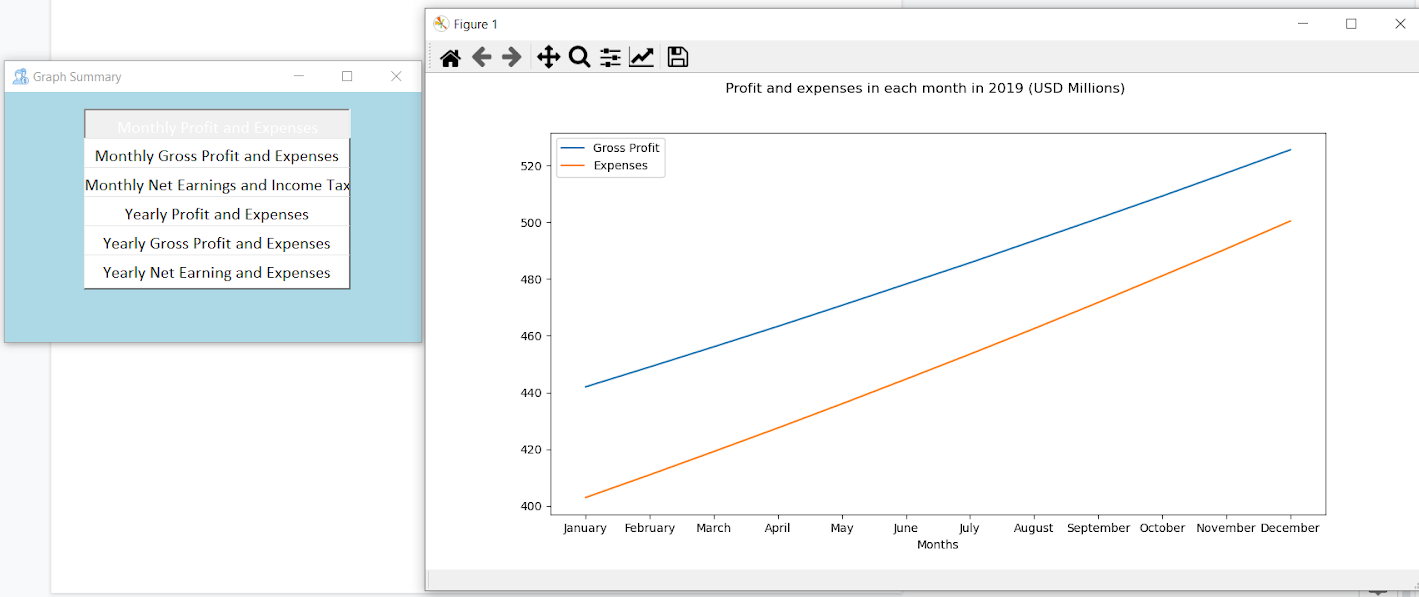 Graph Summary
Monthly Profit and Expenses
Monthly Gross Profit and Expenses
Monthly Net Earnings and Income Tax
Yearly Profit and Expenses
Yearly Gross Profit and Expenses
Yearly Net Earning and Expenses
Figure 1
Profit and expenses in each month in 2019 (USD Millions)
Gross Profit
Expenses
520
500
480
460
440
420
400
January February March April May June July August September October November December
Months